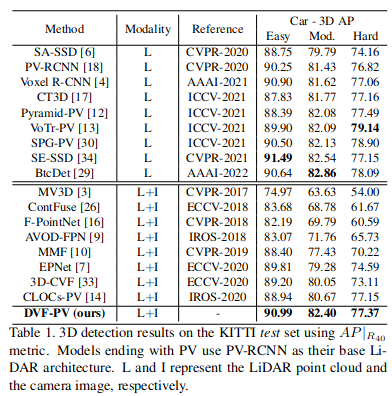 Method Modality Reference Car - 3D AP
Easy Mod. Hard
SA-SSD [6] L CVPR-2020 88.75 79.79 74.16
PV-RCNN [18] L CVPR-2020 90.25 81.43 76.82
Voxel R-CNN [4] L AAAI-2021 90.90 81.62 77.06
CT3D [17] L ICCV-2021 87.83 81.77 77.16
Pyramid-PV [12] L ICCV-2021 88.39 82.08 77.49
VoTr-PV [13] L ICCV-2021 89.90 82.09 79.14
SPG-PV [30] L ICCV-2021 90.50 82.13 78.90
SE-SSD [34] L CVPR-2021 91.49 82.54 77.15
BtcDet [29] L AAAI-2022 90.64 82.86 78.09
MV3D [3] L+I CVPR-2017 74.97 63.63 54.00
ContFuse [26] L+I ECCV-2018 83.68 68.78 61.67
F-PointNet [16] L+I CVPR-2018 82.19 69.79 60.59
AVOD-FPN [9] L+I IROS-2018 83.07 71.76 65.73
MMF [10] L+I CVPR-2019 88.40 77.43 70.22
EPNet [7] L+I ECCV-2020 89.81 79.28 74.59
3D-CVF [33] L+I ECCV-2020 89.20 80.05 73.11
CLOCs-PV [14] L+I IROS-2020 88.94 80.67 77.15
DVF-PV (ours) L+I - 90.99 82.40 77.37
Table 1. 3D detection results on the KITTI test set using AP|R40
metric. Models ending with PV use PV-RCNN as their base Li-
DAR architecture. L and I represent the LiDAR point cloud and
the camera image, respectively.